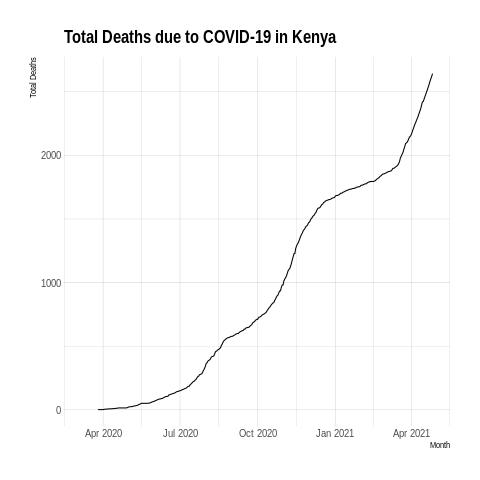 Total Deaths due to COVID-19 in Kenya
Total Deaths
2000
1000
0
Apr 2020 Jul 2020 Oct 2020 Jan 2021 Apr 2021
Month